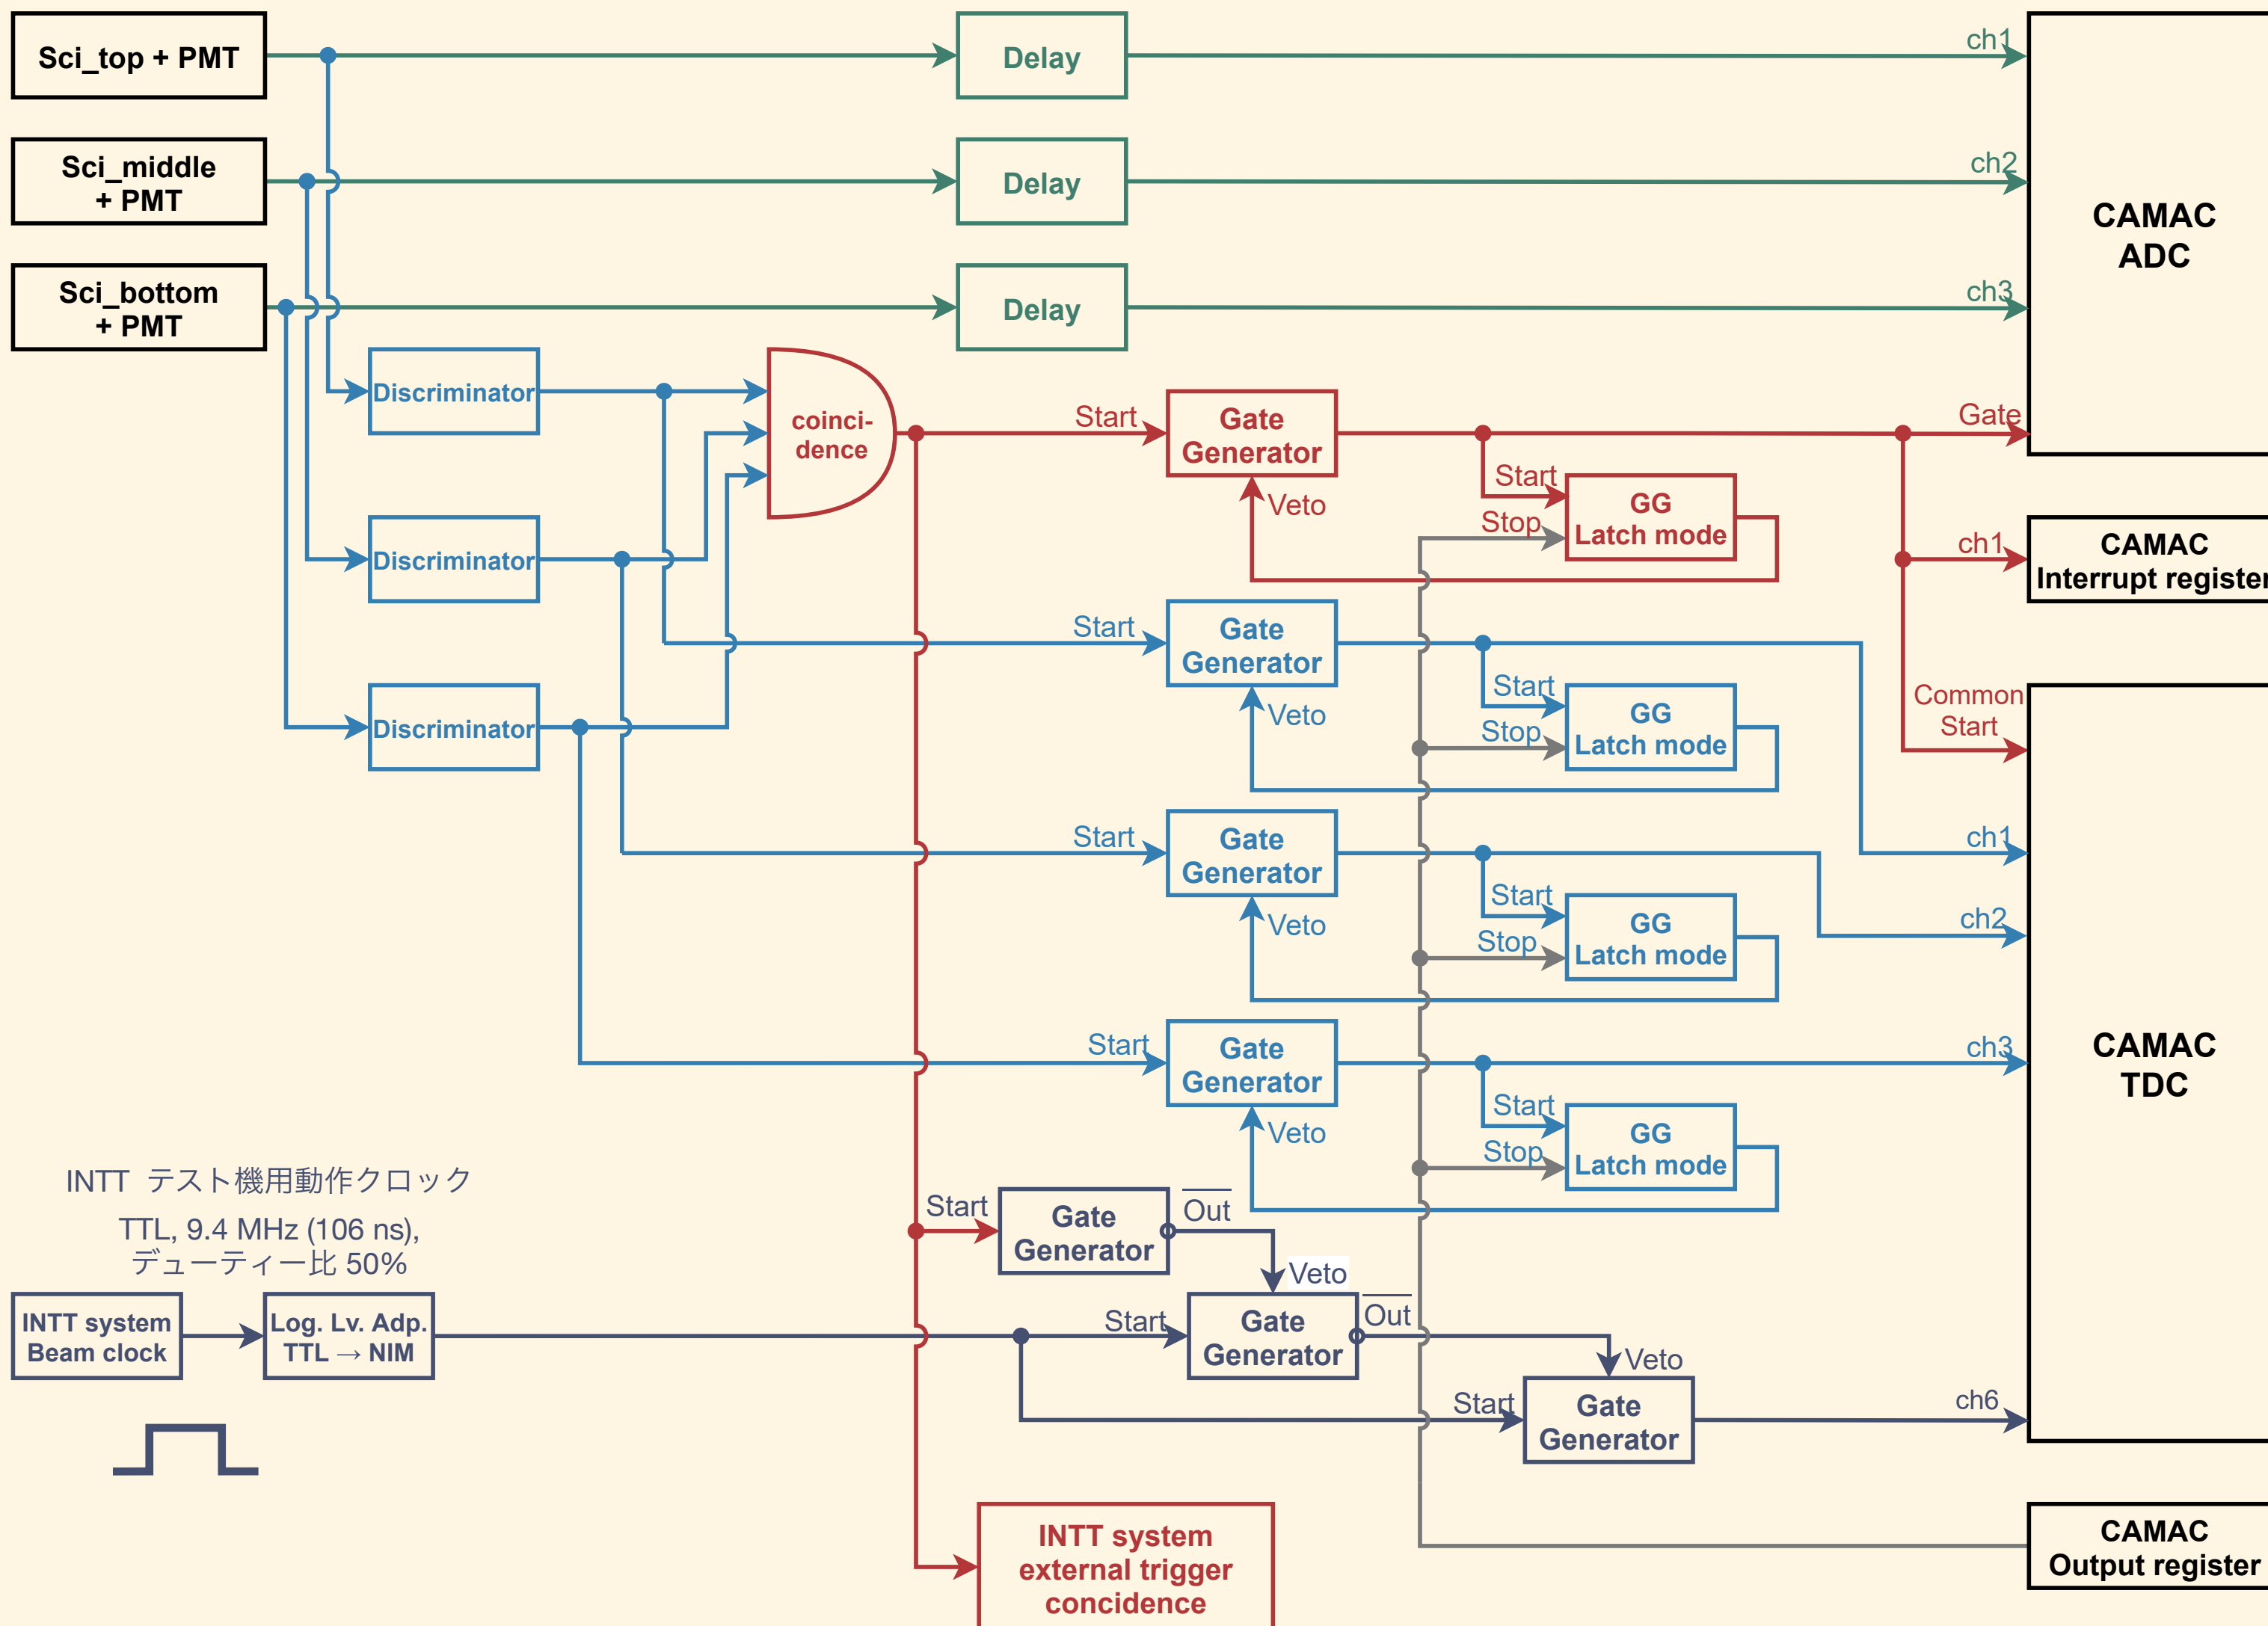 Sci_top + PMT
Delay
ch1
Sci_middle
+ PMT
Delay
ch2
CAMAC
ADC
Sci_bottom
+ PMT
Delay
ch3
Discriminator
coinci-
dence
Start
Gate
Generator
Gate
Veto
Start
Stop
GG
Latch mode
ch1
CAMAC
Interrupt register
Discriminator
Start
Gate
Generator
Veto
Start
Stop
GG
Latch mode
Common
Start
Discriminator
Start
Gate
Generator
ch1
Veto
Start
Stop
GG
Latch mode
ch2
Start
Gate
Generator
ch3
CAMAC
TDC
Veto
Start
Stop
GG
Latch mode
INTT テスト機用動作クロック
TTL, 9.4 MHz (106 ns),
デューティー比 50%
Start
Gate
Generator
Out
Veto
INTT system
Beam clock
Log. Lv. Adp.
TTL → NIM
Start
Gate
Generator
Out
Veto
Start
Gate
Generator
ch6
INTT system
external trigger
concidence
CAMAC
Output register